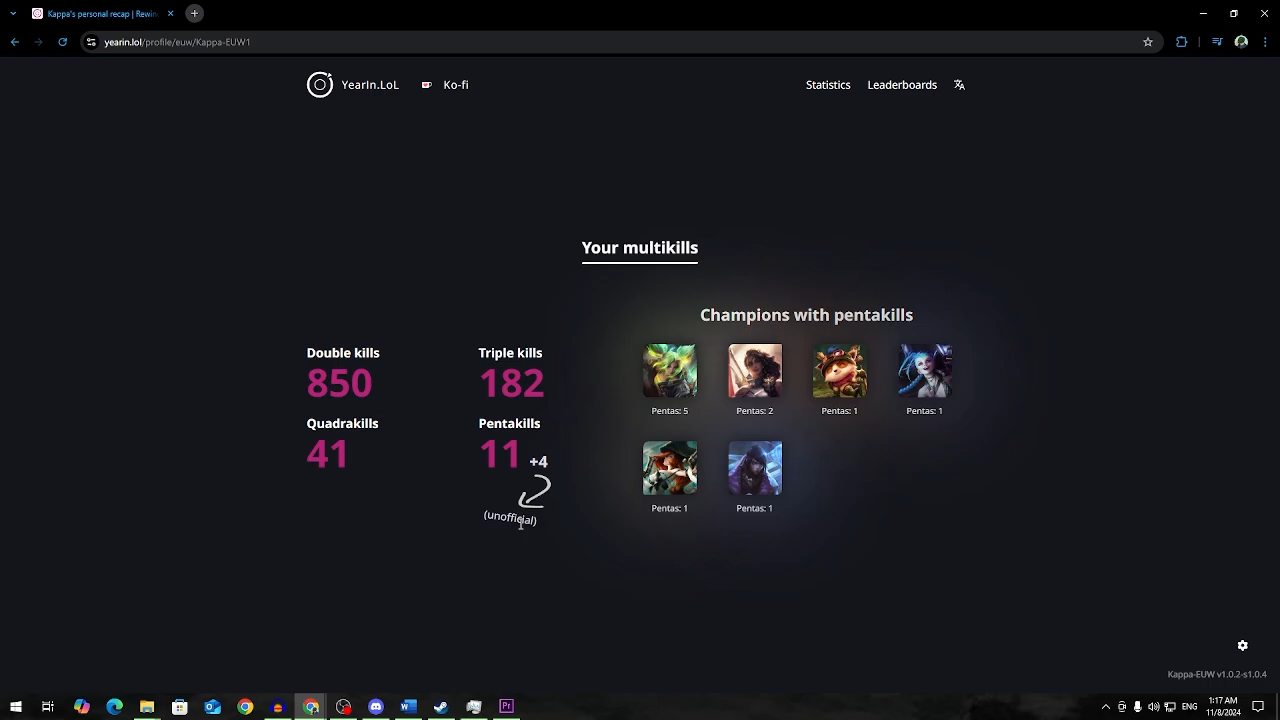 Kappa's personal recap | Rewin
yearin.lol/profile/euw/Kappa-EUW1
YearIn.LoL
Ko-fi
Statistics
Leaderboards
Your multikills
Champions with pentakills
Double kills
850
Triple kills
182
Quadrakills
41
Pentakills
11 +4
(unofficial)
Pentas: 5
Pentas: 2
Pentas: 1
Pentas: 1
Pentas: 1
Pentas: 1
Kappa-EUW v1.0.2-s1.0.4
ENG
1:17 AM
11/8/2024
Pr